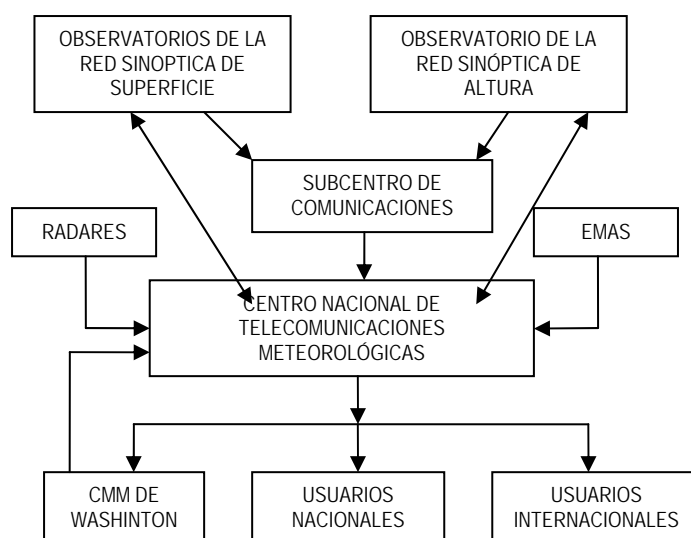 OBSERVATORIOS DE LA
RED SINOPTICA DE
SUPERFICIE
OBSERVATORIO DE LA
RED SINÓPTICA DE
ALTURA
SUBCENTRO DE
COMUNICACIONES
RADARES
EMAS
CENTRO NACIONAL DE
TELECOMUNICACIONES
METEOROLÓGICAS
CMM DE
WASHINTON
USUARIOS
NACIONALES
USUARIOS
INTERNACIONALES